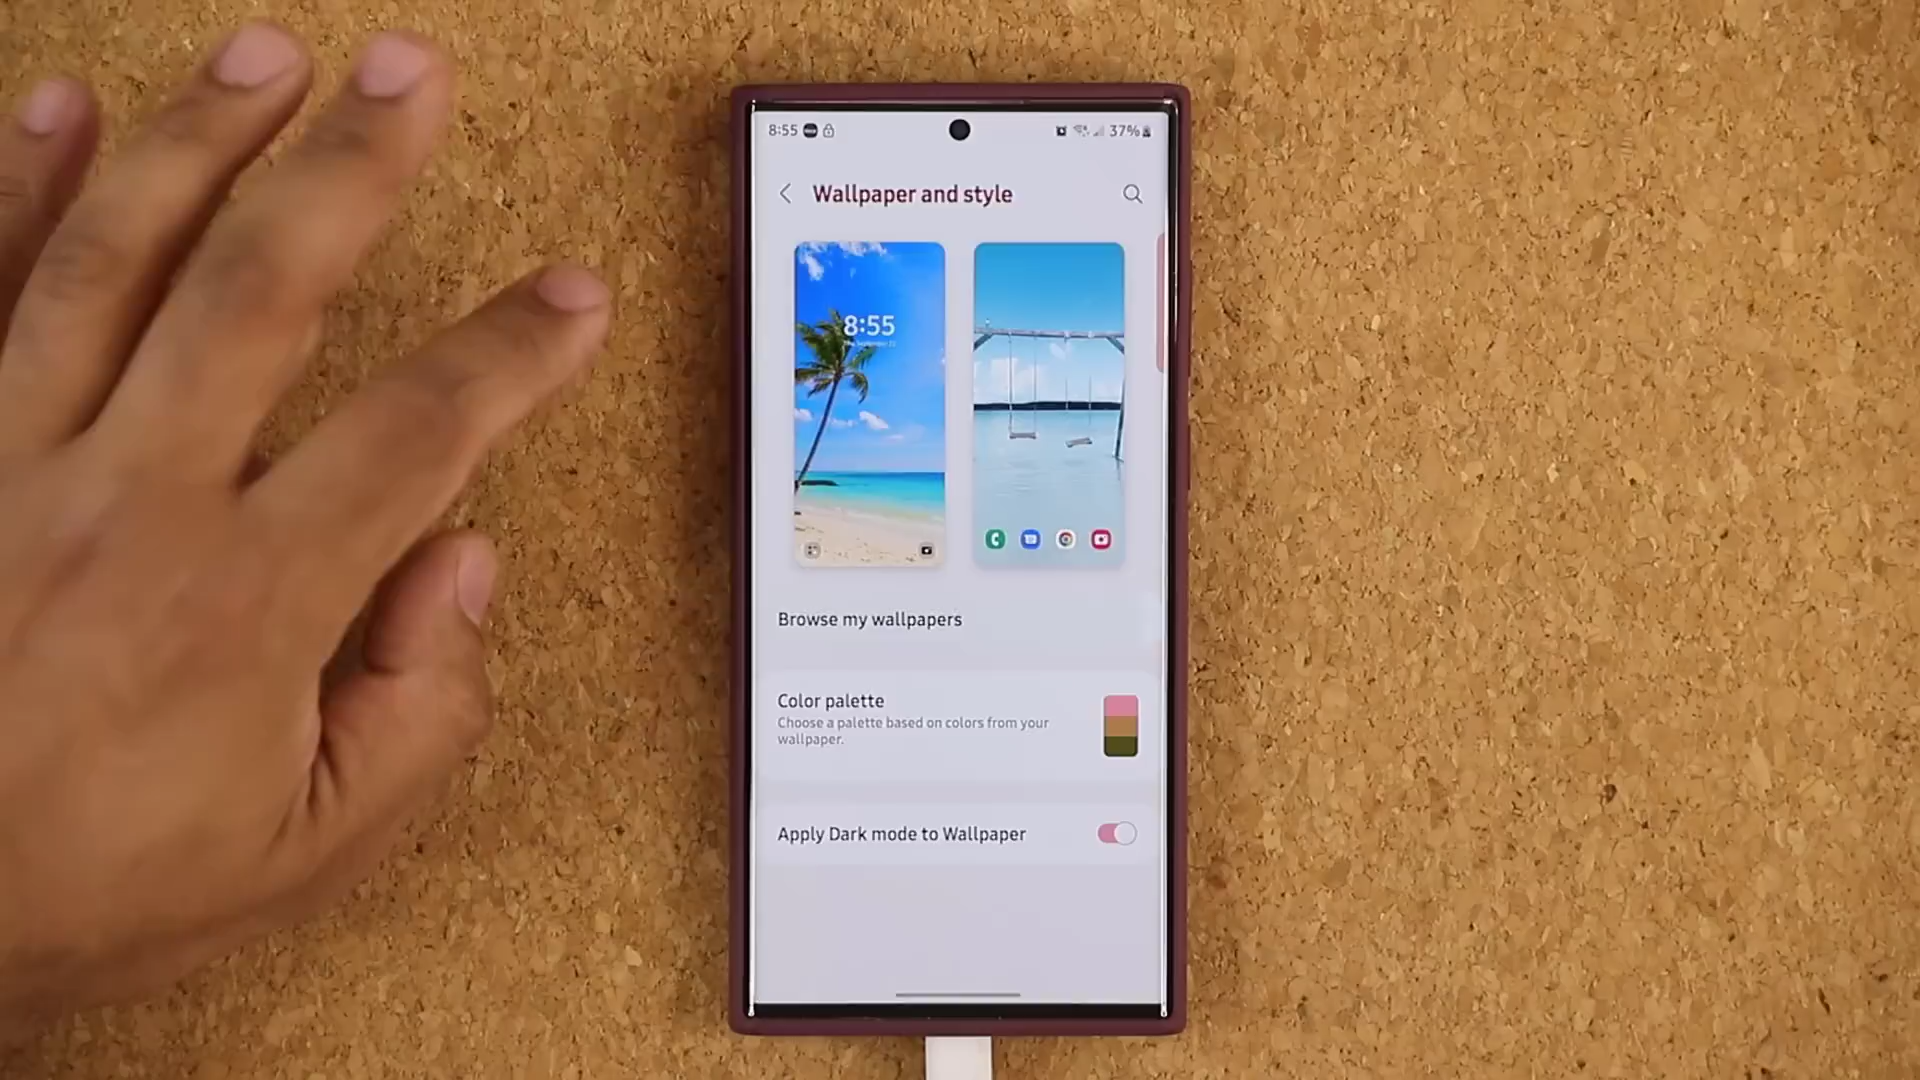 8:55
37%
Wallpaper and style
8:55
Browse my wallpapers
Color palette
Choose a palette based on colors from your
wallpaper.
Apply Dark mode to Wallpaper